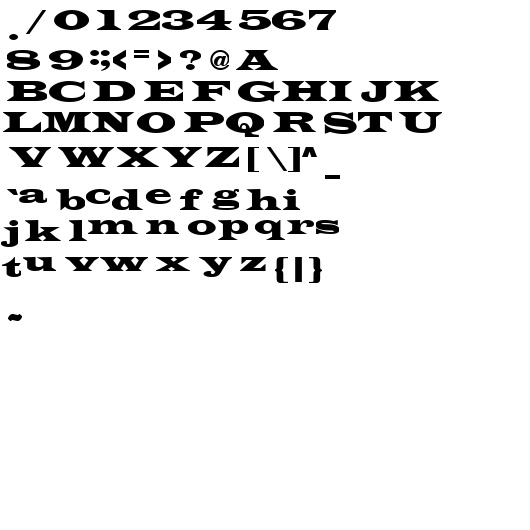 ./01234567
89:;<=>?@A
BCDEFGHIJK
LMNOPQRSTU
VWXYZ[\]^_
`abcdefghi
jklmnopqrs
tuvwxyz{|}
~